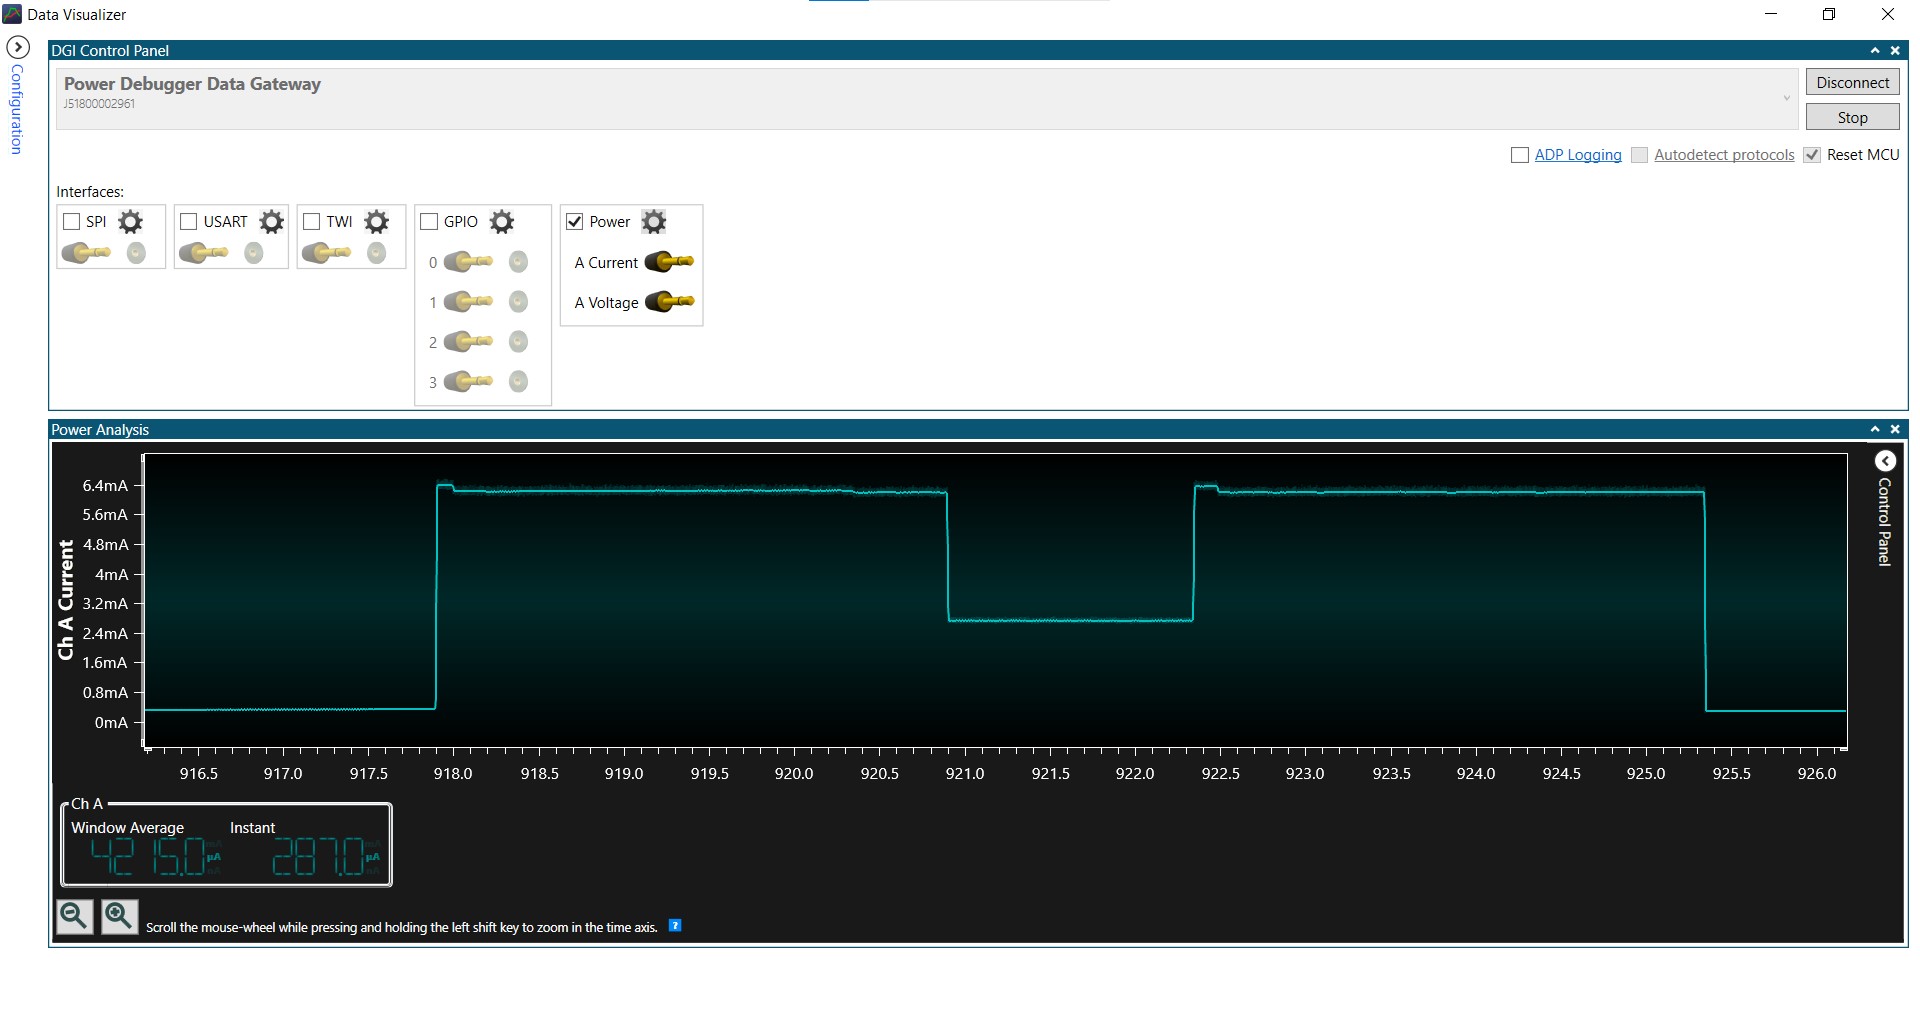 Data Visualizer
Configuration
DGI Control Panel
Power Debugger Data Gateway
J51800002961
Disconnect
Stop
ADP Logging Autodetect protocols Reset MCU
Interfaces:
SPI USART TWI GPIO Power
0 A Current
1 A Voltage
2
3
Power Analysis
Control Panel
Ch A Current
6.4mA
5.6mA
4.8mA
4mA
3.2mA
2.4mA
1.6mA
0.8mA
0mA
916.5 917.0 917.5 918.0 918.5 919.0 919.5 920.0 920.5 921.0 921.5 922.0 922.5 923.0 923.5 924.0 924.5 925.0 925.5 926.0
Ch A
Window Average Instant
4215.0 µA 287.0 µA
Scroll the mouse-wheel while pressing and holding the left shift key to zoom in the time axis. ?